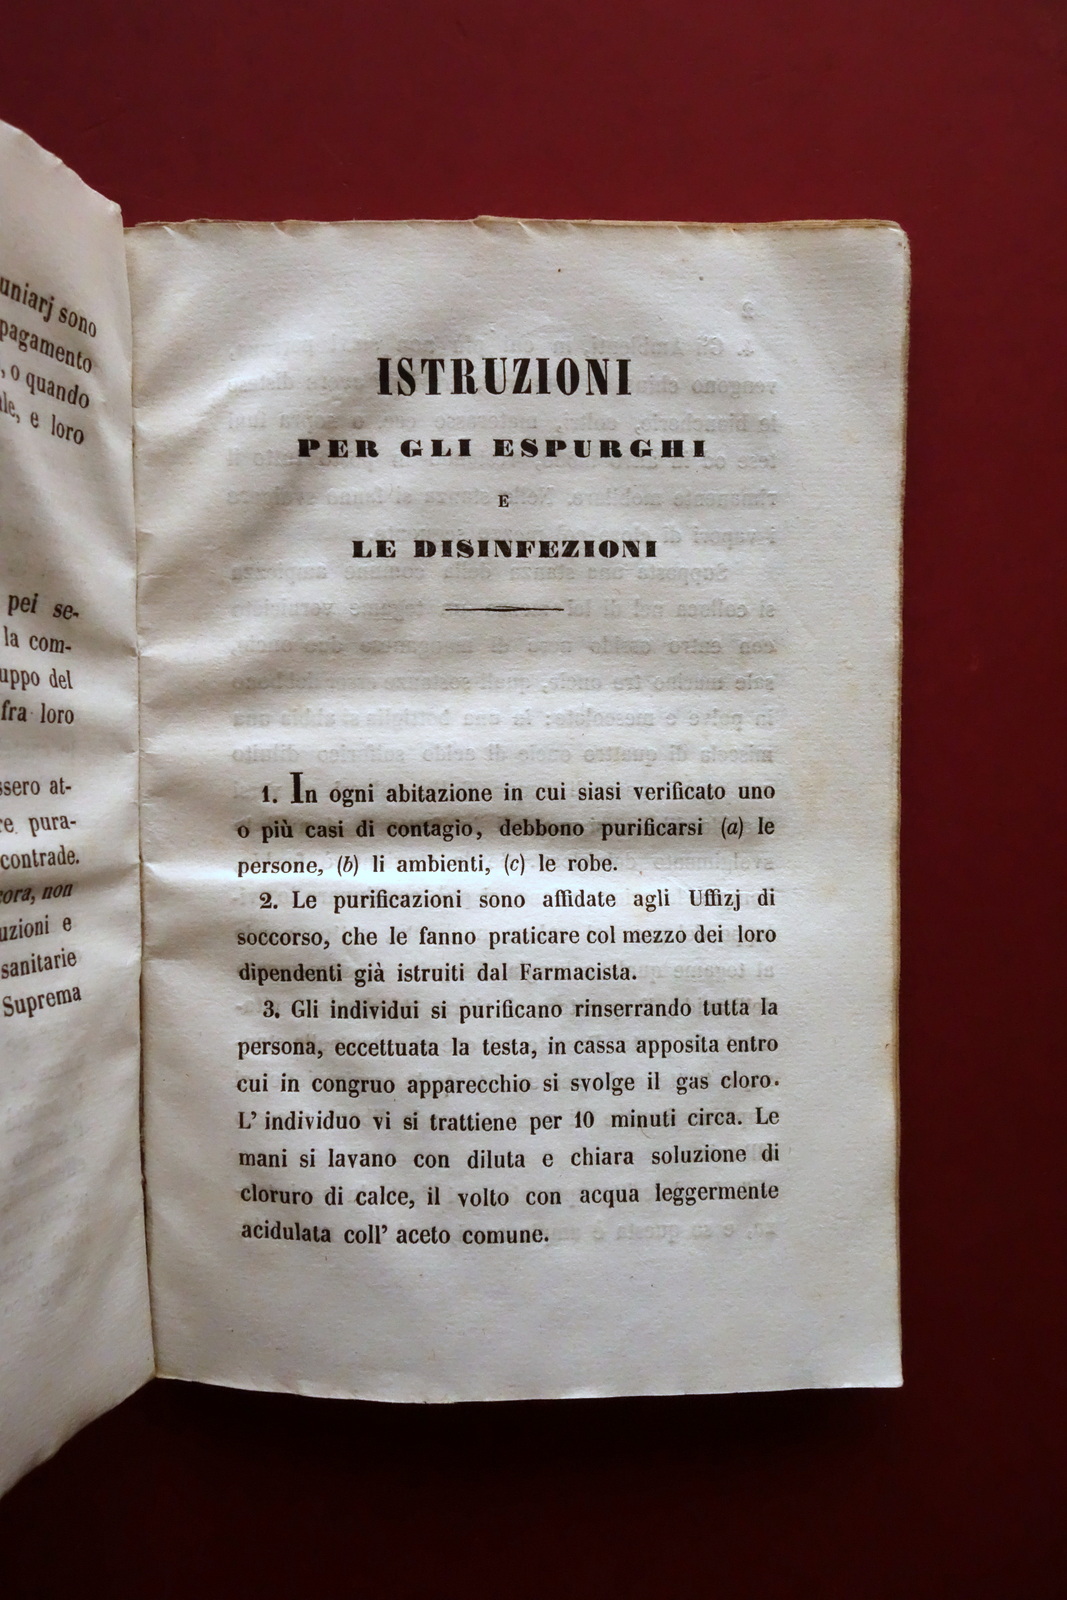 uniarj sono
pagamento
, o quando
le, e loro
pei se-
la com-
uppo del
fra loro
ssero at-
re pura-
contrade.
cora, non
uzioni e
sanitarie
Suprema
ISTRUZIONI
PER GLI ESPURGHI
E
LE DISINFEZIONI
1. In ogni abitazione in cui siasi verificato uno
o più casi di contagio, debbono purificarsi (a) le
persone, (b) li ambienti, (c) le robe.
2. Le purificazioni sono affidate agli Uffizj di
soccorso, che le fanno praticare col mezzo dei loro
dipendenti già istruiti dal Farmacista.
3. Gli individui si purificano rinserrando tutta la
persona, eccettuata la testa, in cassa apposita entro
cui in congruo apparecchio si svolge il gas cloro.
L' individuo vi si trattiene per 10 minuti circa. Le
mani si lavano con diluta e chiara soluzione di
cloruro di calce, il volto con acqua leggermente
acidulata coll' aceto comune.